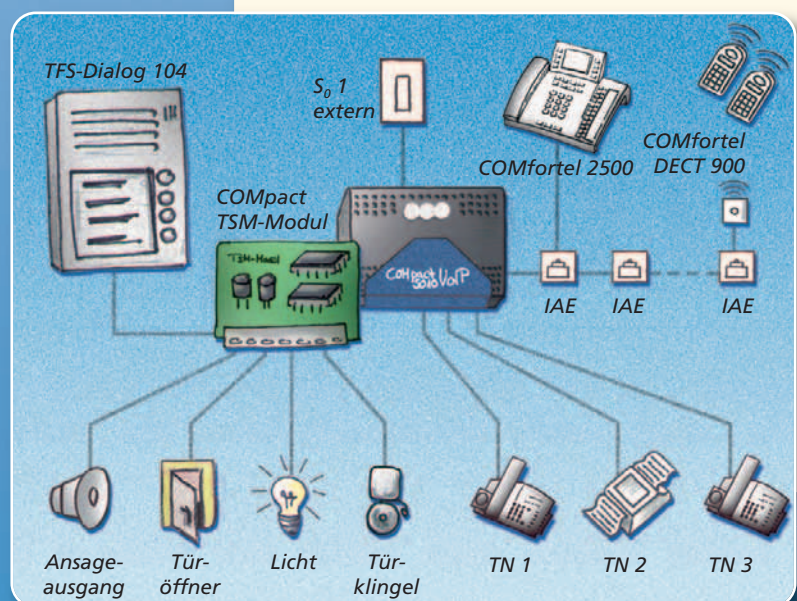 TFS-Dialog 104
S₀ 1
extern
COMfortel 2500
COMfortel
DECT 900
COMpact
TSM-Modul
TSM-Modul
COMpact
5010 VoIP
IAE
IAE
IAE
Ansage-
ausgang
Tür-
öffner
Licht
Tür-
klingel
TN 1
TN 2
TN 3